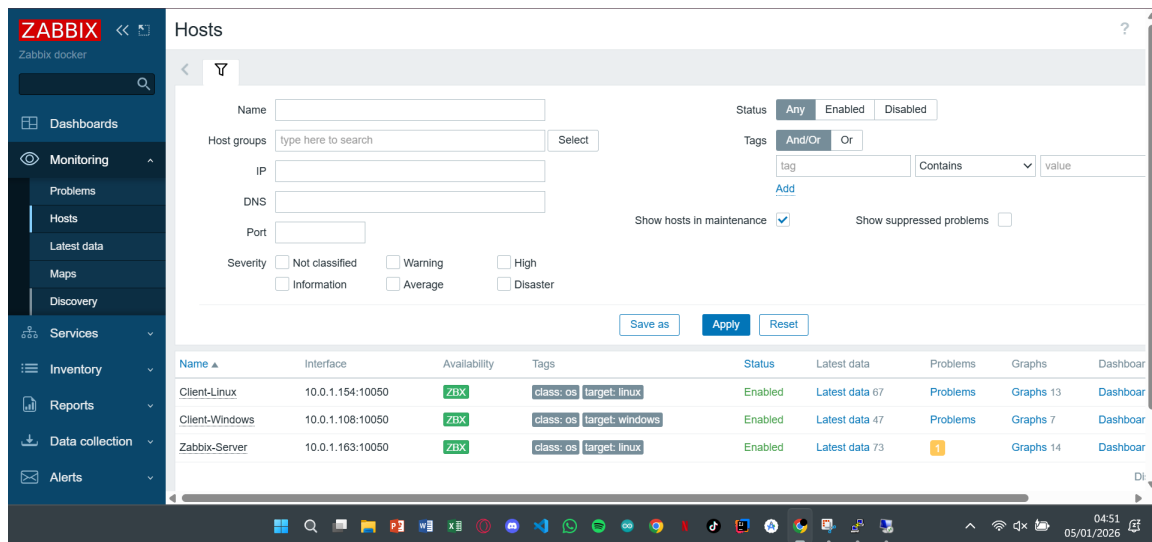 ZABBIX
Zabbix docker
Dashboards
Monitoring
Problems
Hosts
Latest data
Maps
Discovery
Services
Inventory
Reports
Data collection
Alerts
Hosts
?
Name
Host groups type here to search Select
IP
DNS
Port
Severity Not classified Warning High
Information Average Disaster
Status Any Enabled Disabled
Tags And/Or Or
tag Contains value
Add
Show hosts in maintenance Show suppressed problems
Save as Apply Reset
Name Interface Availability Tags Status Latest data Problems Graphs Dashboar
Client-Linux 10.0.1.154:10050 ZBX class: os target: linux Enabled Latest data 67 Problems Graphs 13 Dashboar
Client-Windows 10.0.1.108:10050 ZBX class: os target: windows Enabled Latest data 47 Problems Graphs 7 Dashboar
Zabbix-Server 10.0.1.163:10050 ZBX class: os target: linux Enabled Latest data 73 1 Graphs 14 Dashboar
Di
04:51
05/01/2026